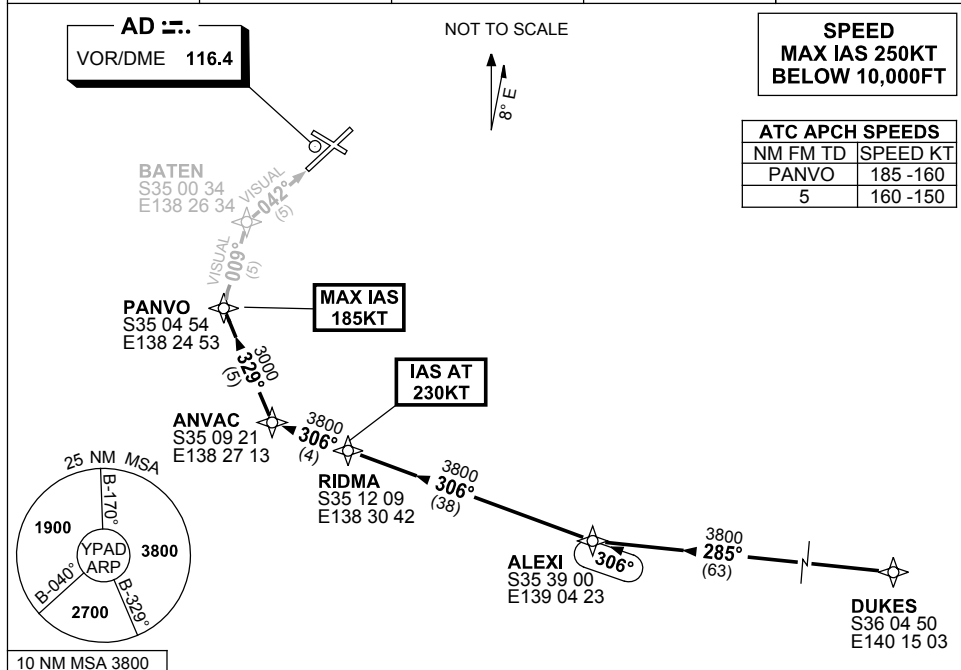 AD
VOR/DME 116.4
NOT TO SCALE
8° E
SPEED
MAX IAS 250KT
BELOW 10,000FT
ATC APCH SPEEDS
NM FM TD SPEED KT
PANVO 185 -160
5 160 -150
BATEN
S35 00 34
E138 26 34
VISUAL
042°
(5)
VISUAL
009°
(5)
PANVO
S35 04 54
E138 24 53
MAX IAS
185KT
3000
329°
(5)
IAS AT
230KT
ANVAC
S35 09 21
E138 27 13
3800
306°
(4)
RIDMA
S35 12 09
E138 30 42
3800
306°
(38)
ALEXI
S35 39 00
E139 04 23
306°
3800
285°
(63)
DUKES
S36 04 50
E140 15 03
25 NM MSA
B-170°
1900
YPAD
ARP
3800
B-040°
B-329°
2700
10 NM MSA 3800